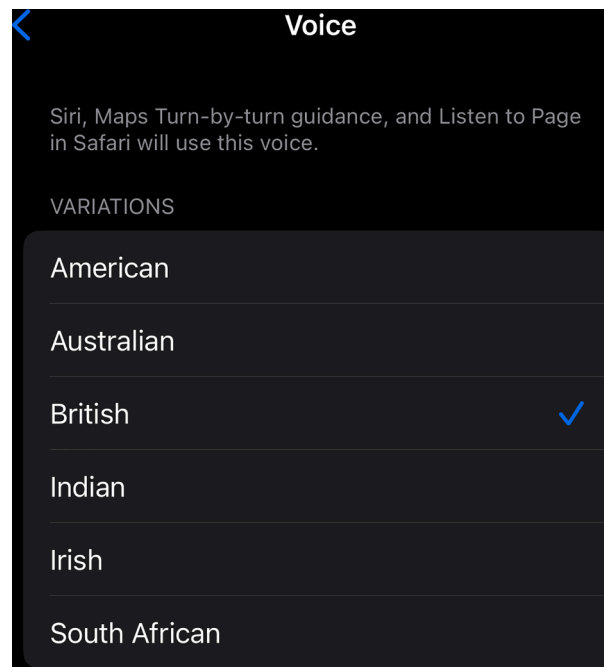 Voice
Siri, Maps Turn-by-turn guidance, and Listen to Page
in Safari will use this voice.
VARIATIONS
American
Australian
British
Indian
Irish
South African